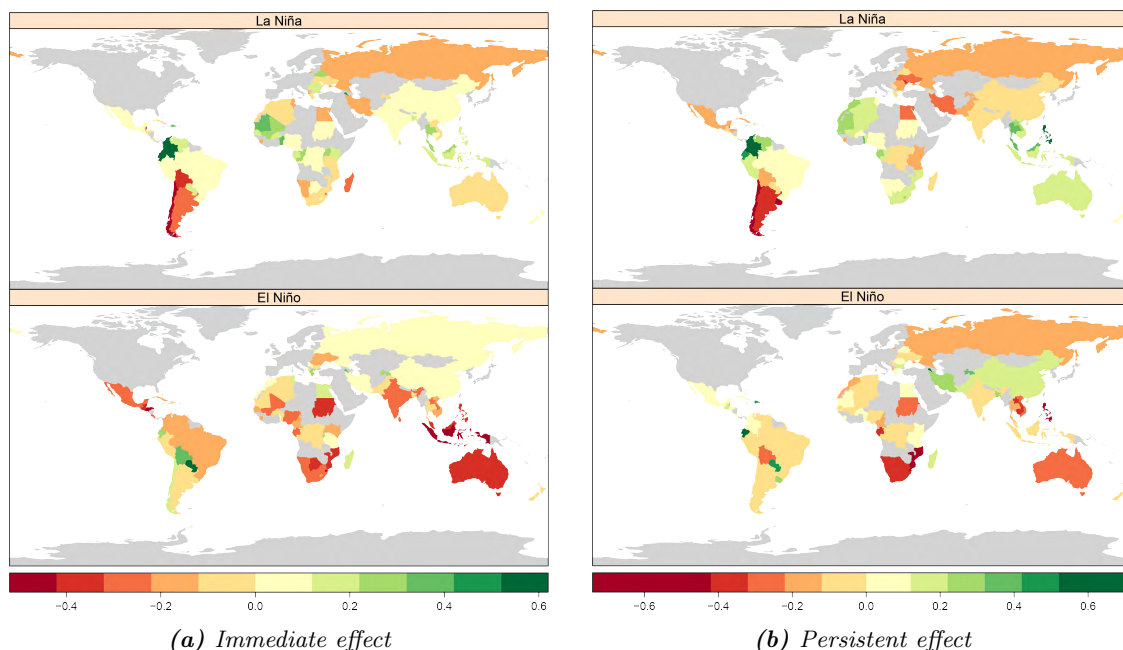 La Niña
El Niño
−0.4 −0.2 0.0 0.2 0.4 0.6
(a) Immediate effect
La Niña
El Niño
−0.6 −0.4 −0.2 0.0 0.2 0.4 0.6
(b) Persistent effect